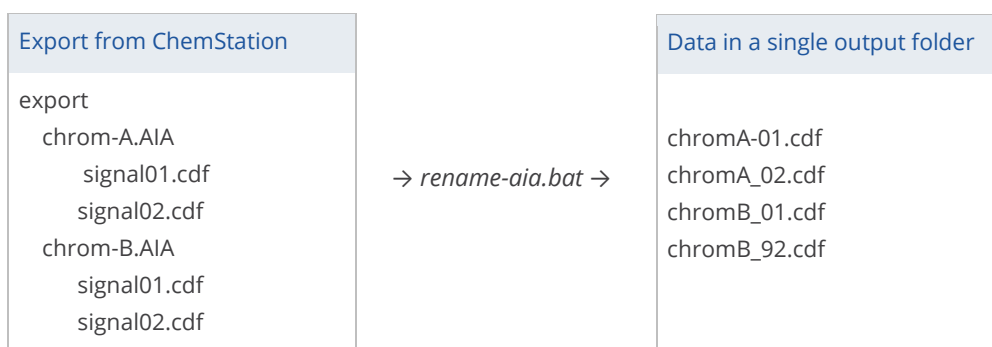 Export from ChemStation
export
chrom-A.AIA
signal01.cdf
signal02.cdf
chrom-B.AIA
signal01.cdf
signal02.cdf
→ rename-aia.bat →
Data in a single output folder
chromA-01.cdf
chromA_02.cdf
chromB_01.cdf
chromB_92.cdf